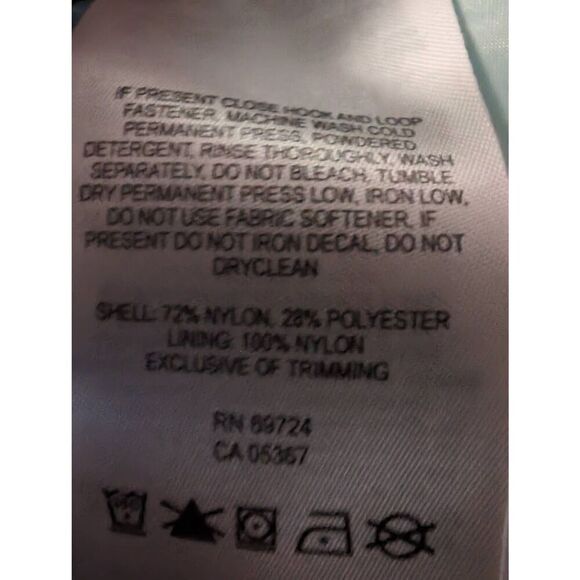 IF PRESENT CLOSE HOOK AND LOOP
FASTENER, MACHINE WASH COLD
PERMANENT PRESS, POWDERED
DETERGENT, RINSE THOROUGHLY, WASH
SEPARATELY, DO NOT BLEACH, TUMBLE
DRY PERMANENT PRESS LOW, IRON LOW,
DO NOT USE FABRIC SOFTENER, IF
PRESENT DO NOT IRON DECAL, DO NOT
DRYCLEAN
SHELL: 72% NYLON, 28% POLYESTER
LINING: 100% NYLON
EXCLUSIVE OF TRIMMING
RN 69724
CA 05367